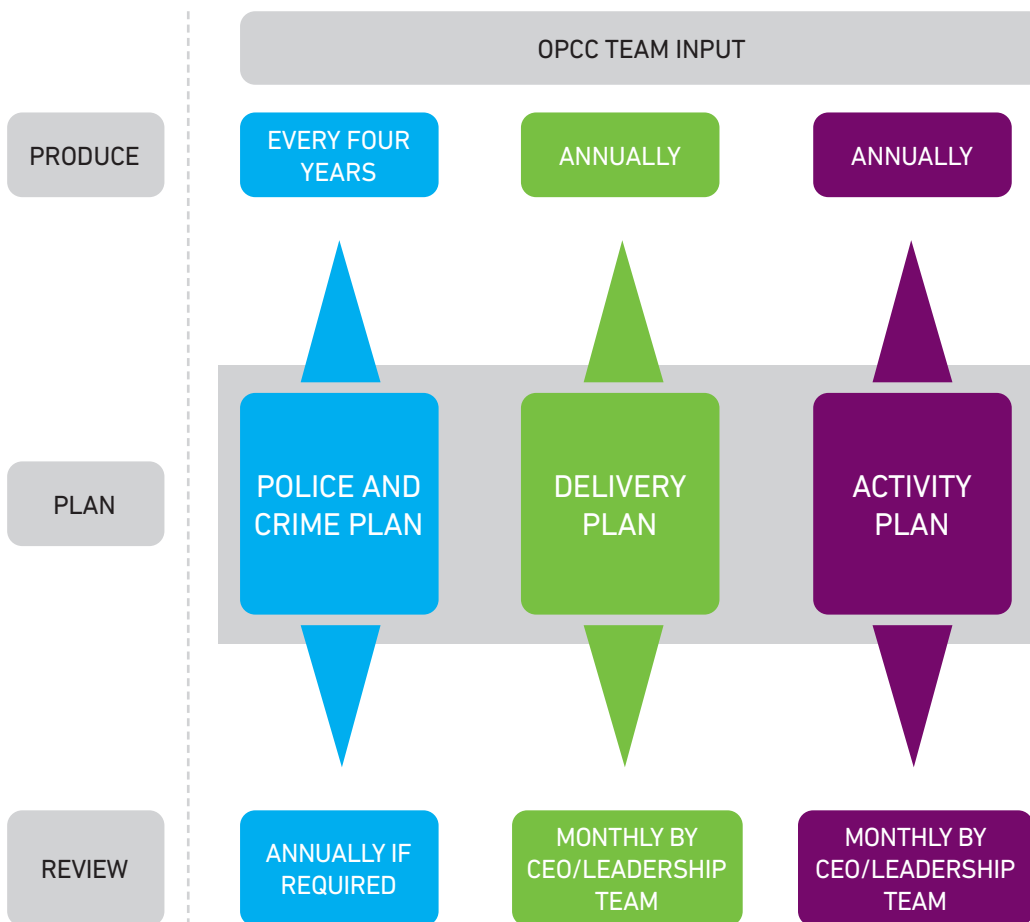 OPCC TEAM INPUT
PRODUCE
EVERY FOUR
YEARS
ANNUALLY
ANNUALLY
PLAN
POLICE AND
CRIME PLAN
DELIVERY
PLAN
ACTIVITY
PLAN
REVIEW
ANNUALLY IF
REQUIRED
MONTHLY BY
CEO/LEADERSHIP
TEAM
MONTHLY BY
CEO/LEADERSHIP
TEAM